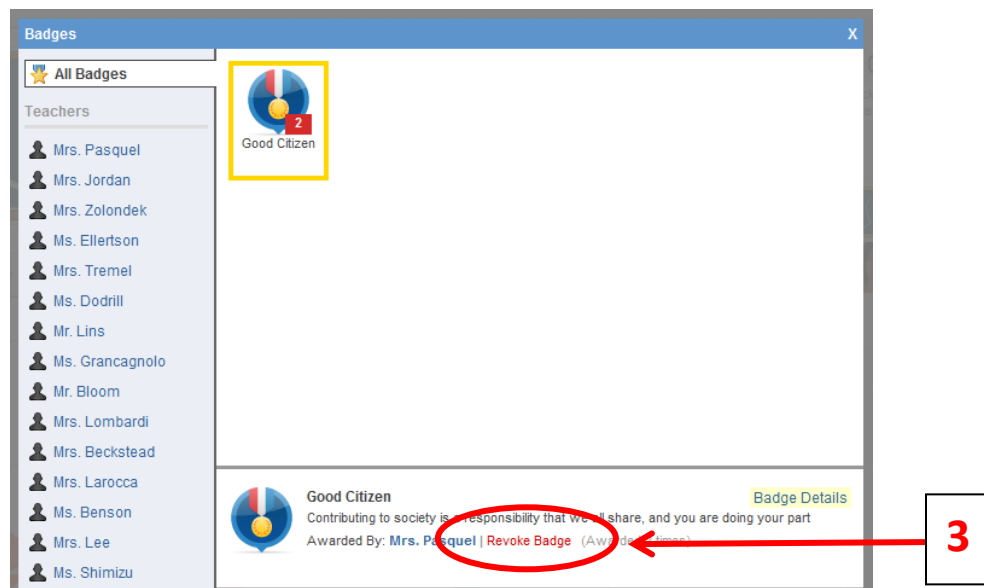 Badges X
All Badges
Teachers
Mrs. Pasquel
Mrs. Jordan
Mrs. Zolondek
Ms. Ellertson
Mrs. Tremel
Ms. Dodrill
Mr. Lins
Ms. Grancagnolo
Mr. Bloom
Mrs. Lombardi
Mrs. Beckstead
Mrs. Larocca
Ms. Benson
Mrs. Lee
Ms. Shimizu
2
Good Citizen
Good Citizen
Badge Details
Contributing to society is a responsibility that we all share, and you are doing your part
Awarded By: Mrs. Pasquel | Revoke Badge (Awarded times)
3